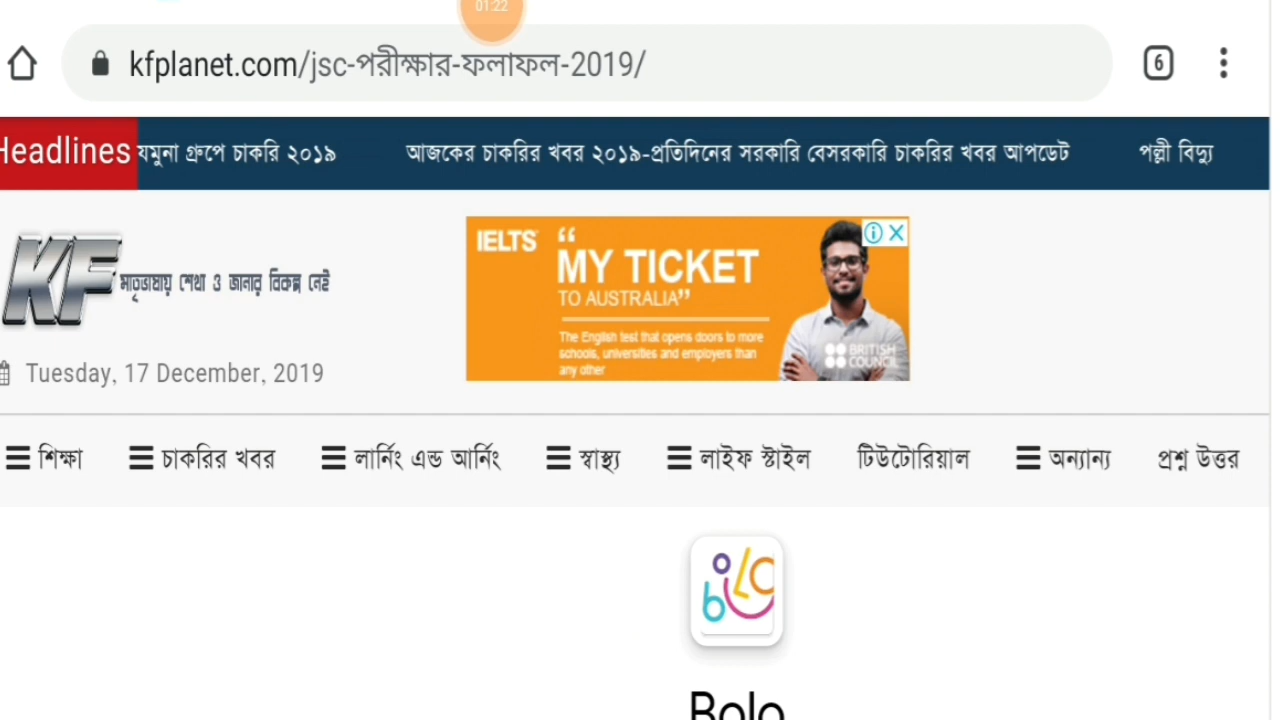 01:22
kfplanet.com/jsc-পরীক্ষার-ফলাফল-2019/
6
Headlines যমুনা গ্রুপে চাকরি ২০১৯ আজকের চাকরির খবর ২০১৯-প্রতিদিনের সরকারি বেসরকারি চাকরির খবর আপডেট পল্লী বিদ্যু
IELTS
“MY TICKET
TO AUSTRALIA”
The English test that opens doors to more
schools, universities and employers than
any other
BRITISH
COUNCIL
KF মাতৃভাষায় শেখা ও জানার বিকল্প নেই
Tuesday, 17 December, 2019
শিক্ষা চাকরির খবর লার্নিং এন্ড আর্নিং স্বাস্থ্য লাইফ স্টাইল টিউটোরিয়াল অন্যান্য প্রশ্ন উত্তর
bolo
Bolo